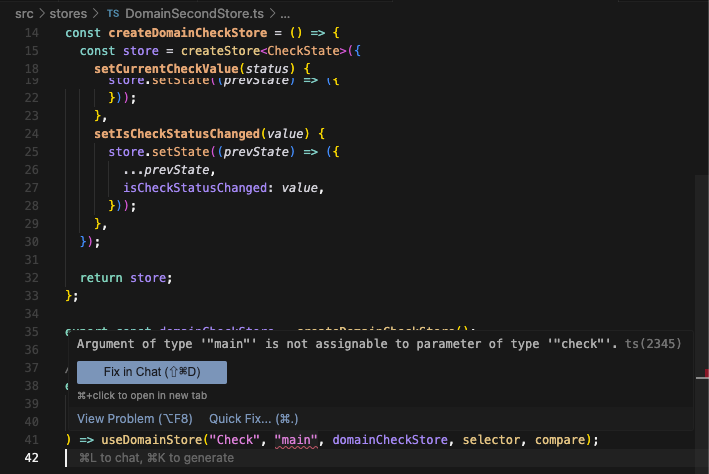 src > stores > TS DomainSecondStore.ts > ...
14 const createDomainCheckStore = () => {
15 const store = createStore<CheckState>({
18 setCurrentCheckValue(status) {
19 store.setState((prevState) => ({
22 }));
23 },
24 setIsCheckStatusChanged(value) {
25 store.setState((prevState) => ({
26 ...prevState,
27 isCheckStatusChanged: value,
28 }));
29 },
30 });
31
32 return store;
33 };
34
35 export const domainCheckStore = createDomainCheckStore();
36 Argument of type '"main"' is not assignable to parameter of type '"check"'. ts(2345)
37 /
Fix in Chat (⇧⌘D)
38 e
⌘+click to open in new tab
39
40 View Problem (⌥F8) Quick Fix... (⌘.)
41 ) => useDomainStore("Check", "main", domainCheckStore, selector, compare);
42 ⌘L to chat, ⌘K to generate